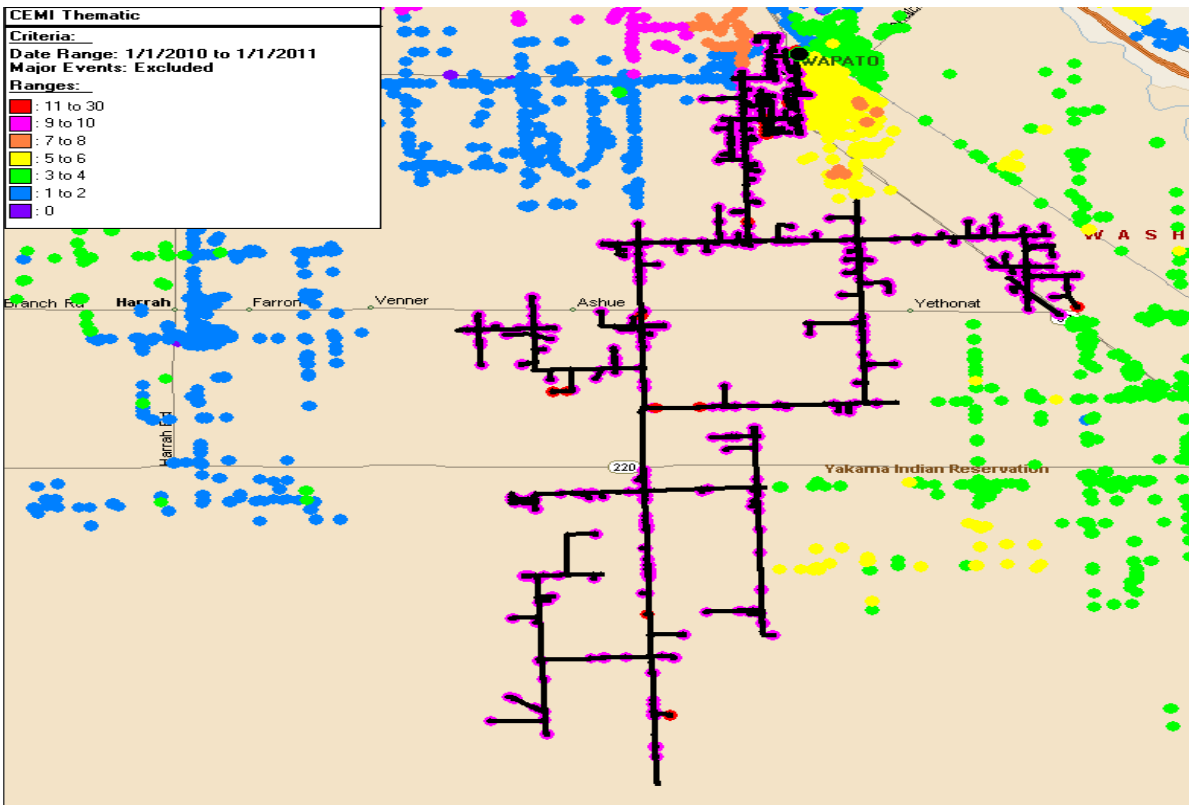 CEMI Thematic
Criteria:
Date Range: 1/1/2010 to 1/1/2011
Major Events: Excluded
Ranges:
: 11 to 30
: 9 to 10
: 7 to 8
: 5 to 6
: 3 to 4
: 1 to 2
: 0
WAPATO
W A S H
Branch Rd
Harrah
Farron
Venner
Ashue
Yethonat
Harrah Rd
220
Yakama Indian Reservation